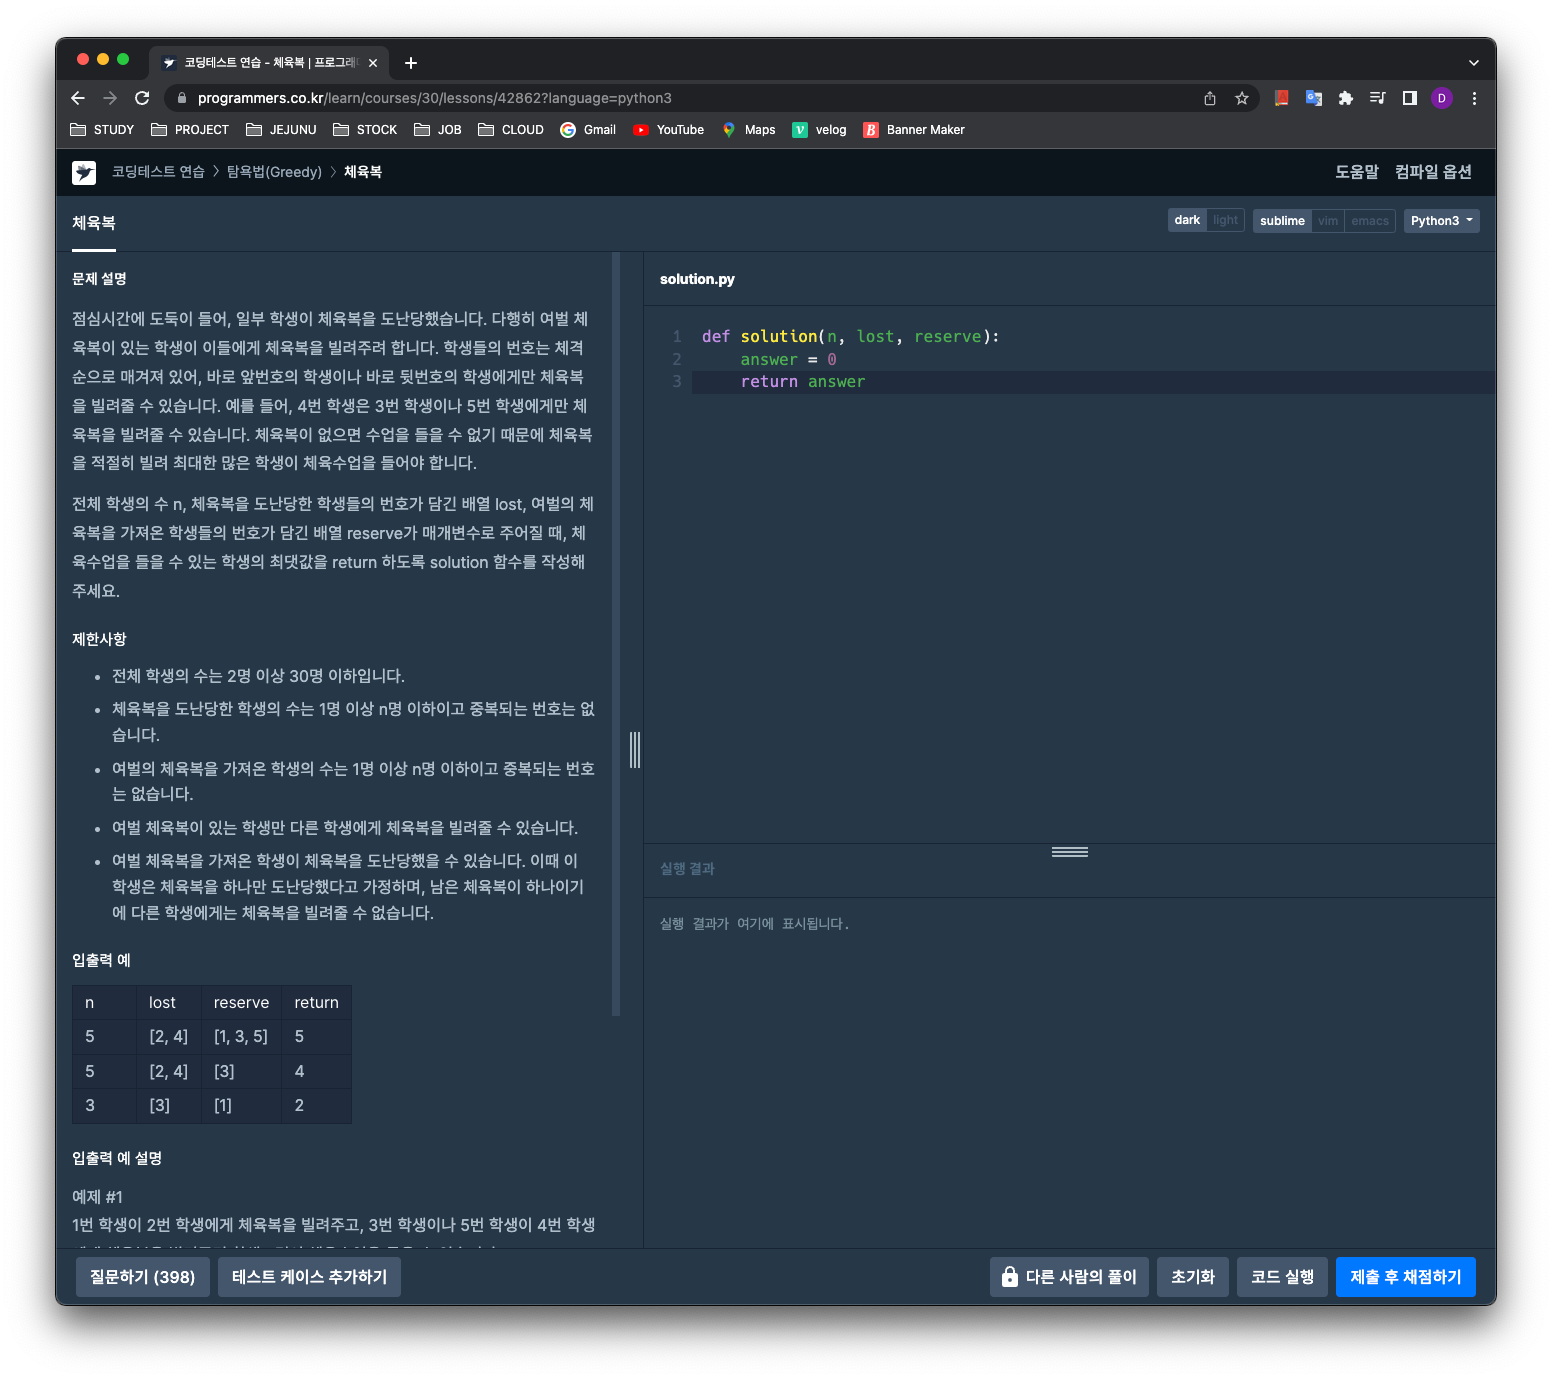 코딩테스트 연습 - 체육복 | 프로그래
programmers.co.kr/learn/courses/30/lessons/42862?language=python3
D
STUDY PROJECT JEJUNU STOCK JOB CLOUD Gmail YouTube Maps velog Banner Maker
코딩테스트 연습 > 탐욕법(Greedy) > 체육복 도움말 컴파일 옵션
체육복 dark light sublime vim emacs Python3
문제 설명
점심시간에 도둑이 들어, 일부 학생이 체육복을 도난당했습니다. 다행히 여벌 체
육복이 있는 학생이 이들에게 체육복을 빌려주려 합니다. 학생들의 번호는 체격
순으로 매겨져 있어, 바로 앞번호의 학생이나 바로 뒷번호의 학생에게만 체육복
을 빌려줄 수 있습니다. 예를 들어, 4번 학생은 3번 학생이나 5번 학생에게만 체
육복을 빌려줄 수 있습니다. 체육복이 없으면 수업을 들을 수 없기 때문에 체육복
을 적절히 빌려 최대한 많은 학생이 체육수업을 들어야 합니다.
전체 학생의 수 n, 체육복을 도난당한 학생들의 번호가 담긴 배열 lost, 여벌의 체
육복을 가져온 학생들의 번호가 담긴 배열 reserve가 매개변수로 주어질 때, 체
육수업을 들을 수 있는 학생의 최댓값을 return 하도록 solution 함수를 작성해
주세요.
제한사항
• 전체 학생의 수는 2명 이상 30명 이하입니다.
• 체육복을 도난당한 학생의 수는 1명 이상 n명 이하이고 중복되는 번호는 없
습니다.
• 여벌의 체육복을 가져온 학생의 수는 1명 이상 n명 이하이고 중복되는 번호
는 없습니다.
• 여벌 체육복이 있는 학생만 다른 학생에게 체육복을 빌려줄 수 있습니다.
• 여벌 체육복을 가져온 학생이 체육복을 도난당했을 수 있습니다. 이때 이
학생은 체육복을 하나만 도난당했다고 가정하며, 남은 체육복이 하나이기
에 다른 학생에게는 체육복을 빌려줄 수 없습니다.
입출력 예
n lost reserve return
5 [2, 4] [1, 3, 5] 5
5 [2, 4] [3] 4
3 [3] [1] 2
입출력 예 설명
예제 #1
1번 학생이 2번 학생에게 체육복을 빌려주고, 3번 학생이나 5번 학생이 4번 학생
solution.py
1 def solution(n, lost, reserve):
2     answer = 0
3     return answer
실행 결과
실행 결과가 여기에 표시됩니다.
질문하기 (398) 테스트 케이스 추가하기 다른 사람의 풀이 초기화 코드 실행 제출 후 채점하기